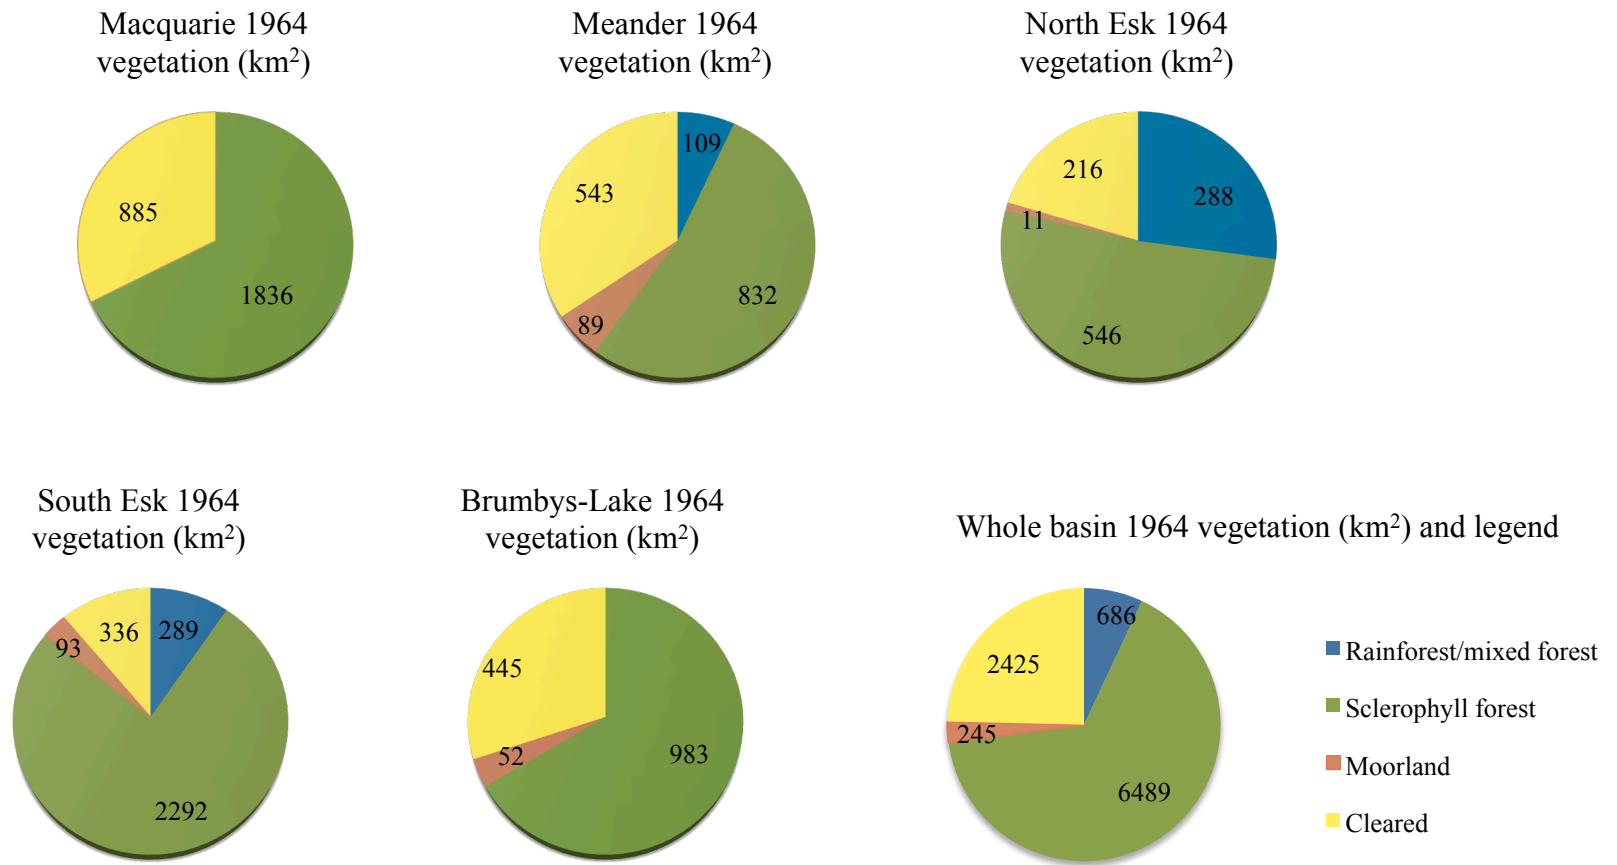 Macquarie 1964
vegetation (km²)
885
1836
Meander 1964
vegetation (km²)
109
543
832
89
North Esk 1964
vegetation (km²)
216
288
11
546
South Esk 1964
vegetation (km²)
336
289
93
2292
Brumbys-Lake 1964
vegetation (km²)
445
52
983
Whole basin 1964 vegetation (km²) and legend
686
2425
245
6489
Rainforest/mixed forest
Sclerophyll forest
Moorland
Cleared